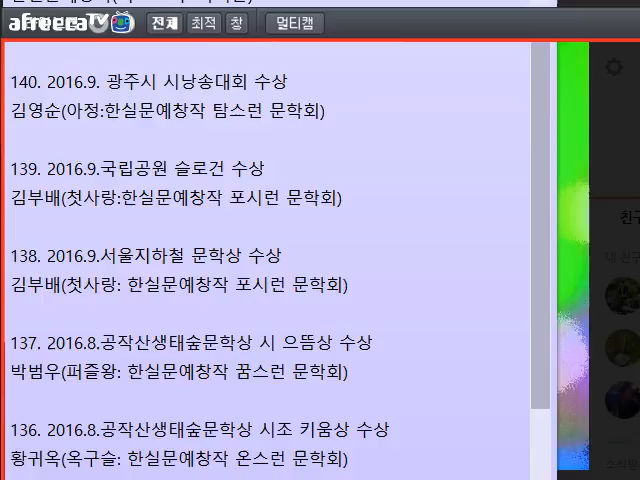 afreeca TV
전체 최적 창 멀티캠
140. 2016.9. 광주시 시낭송대회 수상
김영순(아정:한실문예창작 탐스런 문학회)
139. 2016.9.국립공원 슬로건 수상
김부배(첫사랑:한실문예창작 포시런 문학회)
138. 2016.9.서울지하철 문학상 수상
김부배(첫사랑: 한실문예창작 포시런 문학회)
137. 2016.8.공작산생태숲문학상 시 으뜸상 수상
박범우(퍼즐왕: 한실문예창작 꿈스런 문학회)
136. 2016.8.공작산생태숲문학상 시조 키움상 수상
황귀옥(옥구슬: 한실문예창작 온스런 문학회)
친구